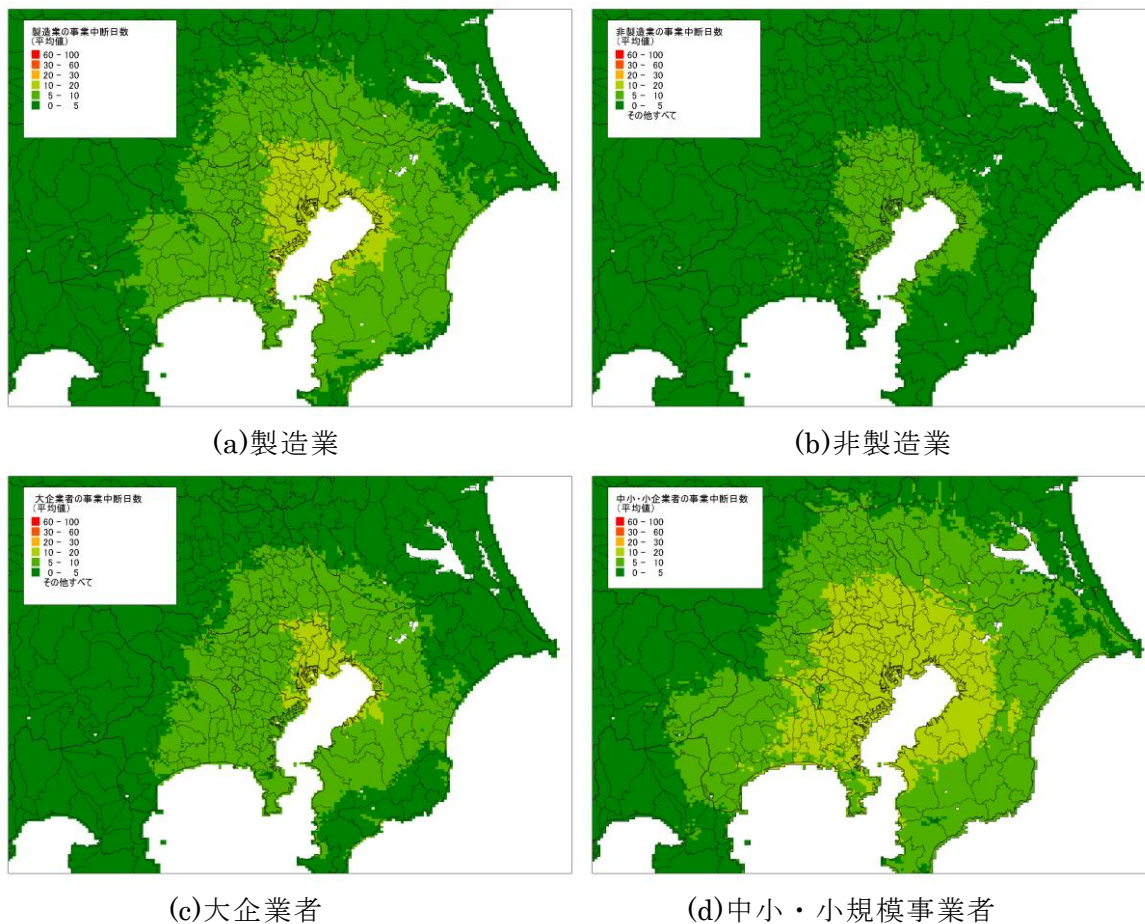 製造業の事業中断日数
(平均値)
60 - 100
30 - 60
20 - 30
10 - 20
5 - 10
0 - 5
非製造業の事業中断日数
(平均値)
60 - 100
30 - 60
20 - 30
10 - 20
5 - 10
0 - 5
その他すべて
(a)製造業
(b)非製造業
大企業者の事業中断日数
(平均値)
60 - 100
30 - 60
20 - 30
10 - 20
5 - 10
0 - 5
その他すべて
中小・小企業者の事業中断日数
(平均値)
60 - 100
30 - 60
20 - 30
10 - 20
5 - 10
0 - 5
(c)大企業者
(d)中小・小規模事業者